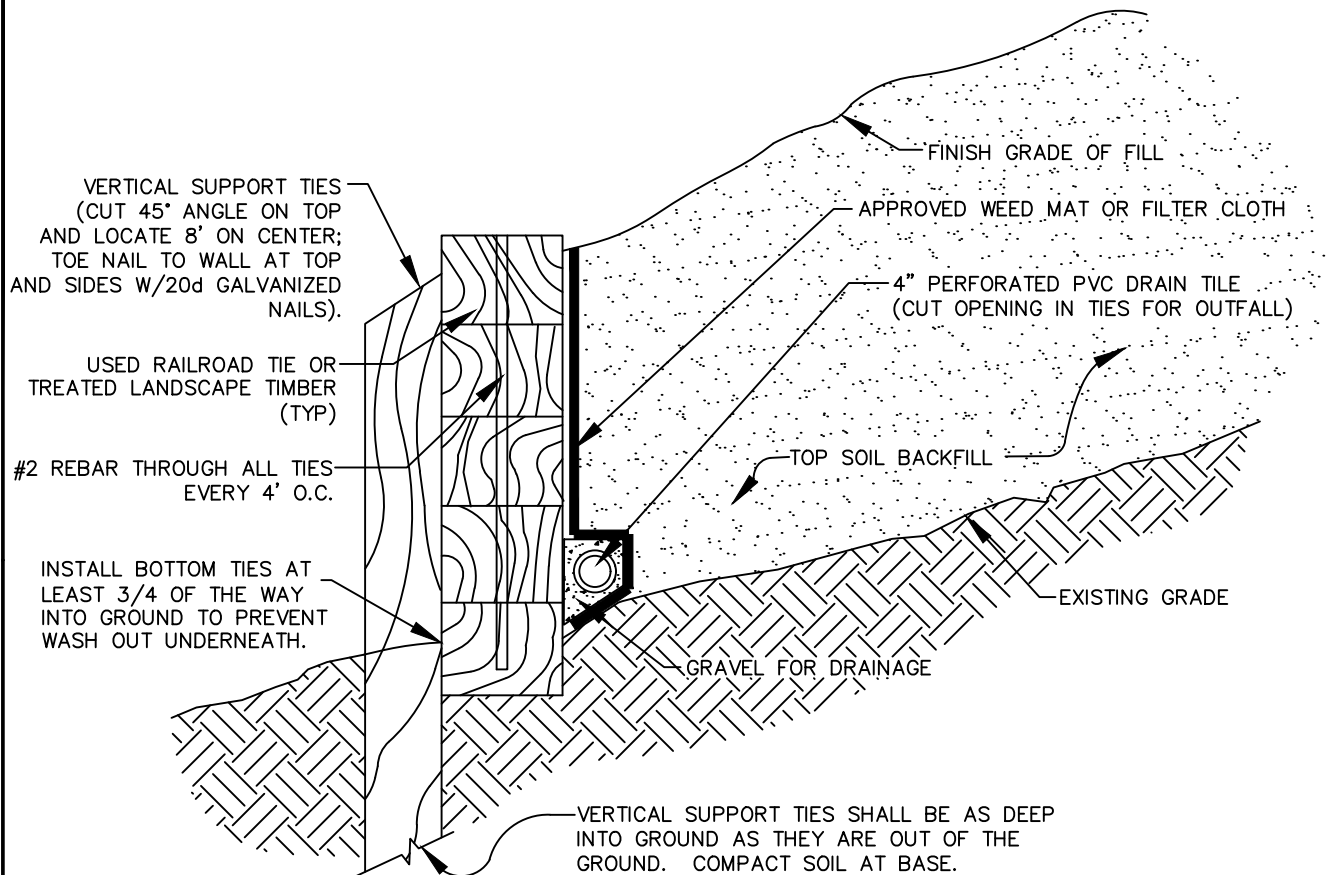 VERTICAL SUPPORT TIES
(CUT 45° ANGLE ON TOP
AND LOCATE 8' ON CENTER;
TOE NAIL TO WALL AT TOP
AND SIDES W/20d GALVANIZED
NAILS).
USED RAILROAD TIE OR
TREATED LANDSCAPE TIMBER
(TYP)
#2 REBAR THROUGH ALL TIES
EVERY 4' O.C.
INSTALL BOTTOM TIES AT
LEAST 3/4 OF THE WAY
INTO GROUND TO PREVENT
WASH OUT UNDERNEATH.
FINISH GRADE OF FILL
APPROVED WEED MAT OR FILTER CLOTH
4" PERFORATED PVC DRAIN TILE
(CUT OPENING IN TIES FOR OUTFALL)
TOP SOIL BACKFILL
EXISTING GRADE
GRAVEL FOR DRAINAGE
VERTICAL SUPPORT TIES SHALL BE AS DEEP
INTO GROUND AS THEY ARE OUT OF THE
GROUND. COMPACT SOIL AT BASE.